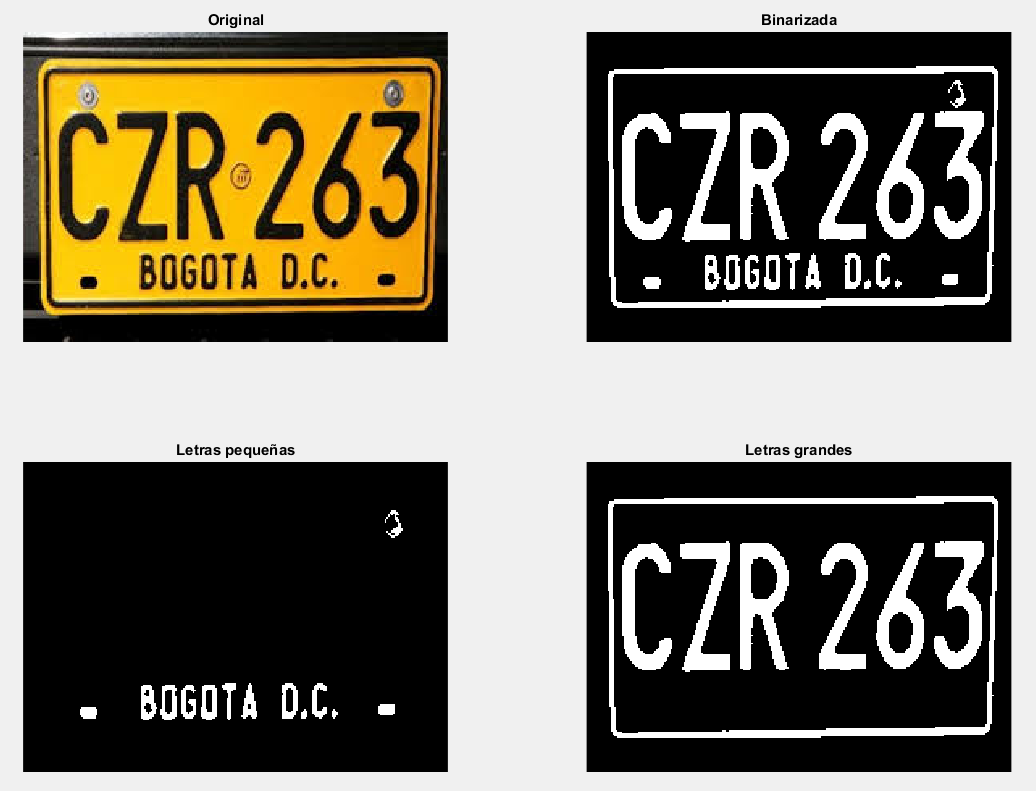 Original
CZR 263
BOGOTA D.C.
Binarizada
CZR 263
BOGOTA D.C.
Letras pequeñas
BOGOTA D.C.
Letras grandes
CZR 263